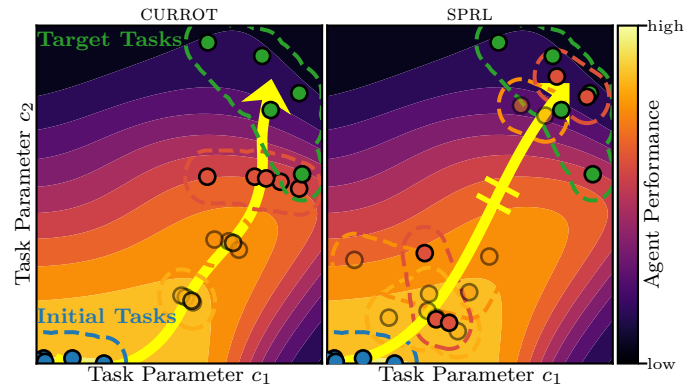 CURROT
SPRL
Target Tasks
Initial Tasks
Task Parameter c₂
Task Parameter c₁
Task Parameter c₁
high
Agent Performance
low